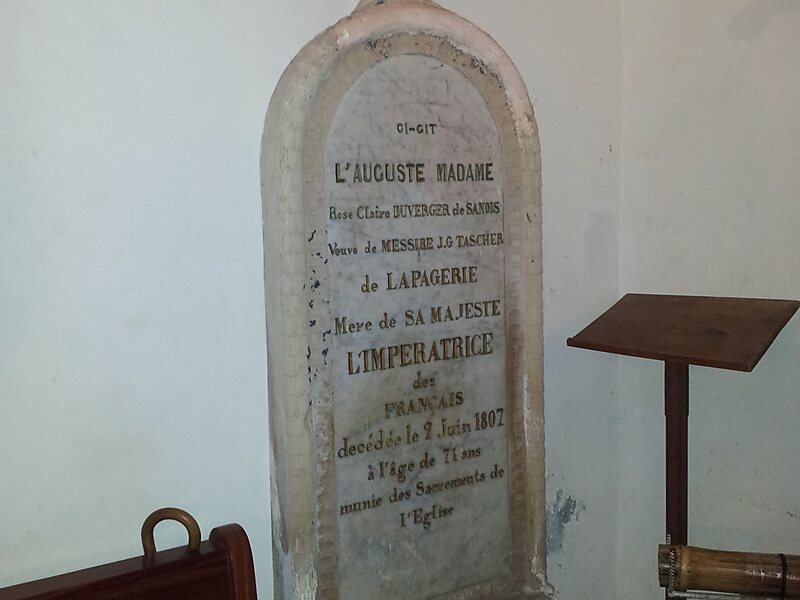 CI-GIT
L'AUGUSTE MADAME
Rose Claire DUVERGER de SANOIS
Veuve de MESSIRE J.G TASCHER
de LAPAGERIE
Mere de SA MAJESTE
L'IMPERATRICE
des
FRANÇAIS
decédée le 2 Juin 1807
à l'âge de 71 ans
munie des Sacrements de
l'Eglise